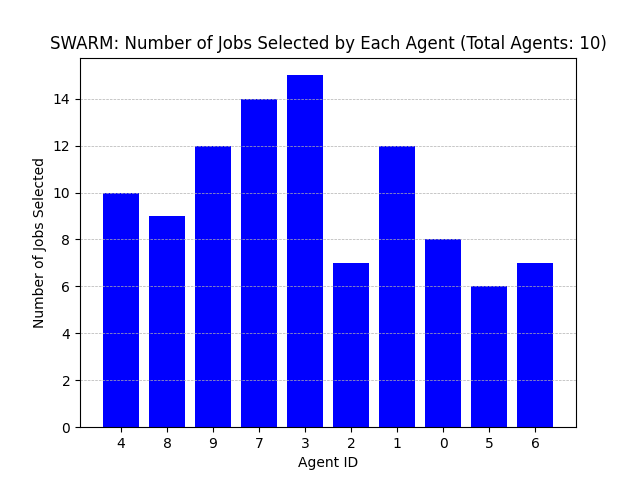 SWARM: Number of Jobs Selected by Each Agent (Total Agents: 10)
Number of Jobs Selected
14
12
10
8
6
4
2
0
4 8 9 7 3 2 1 0 5 6
Agent ID